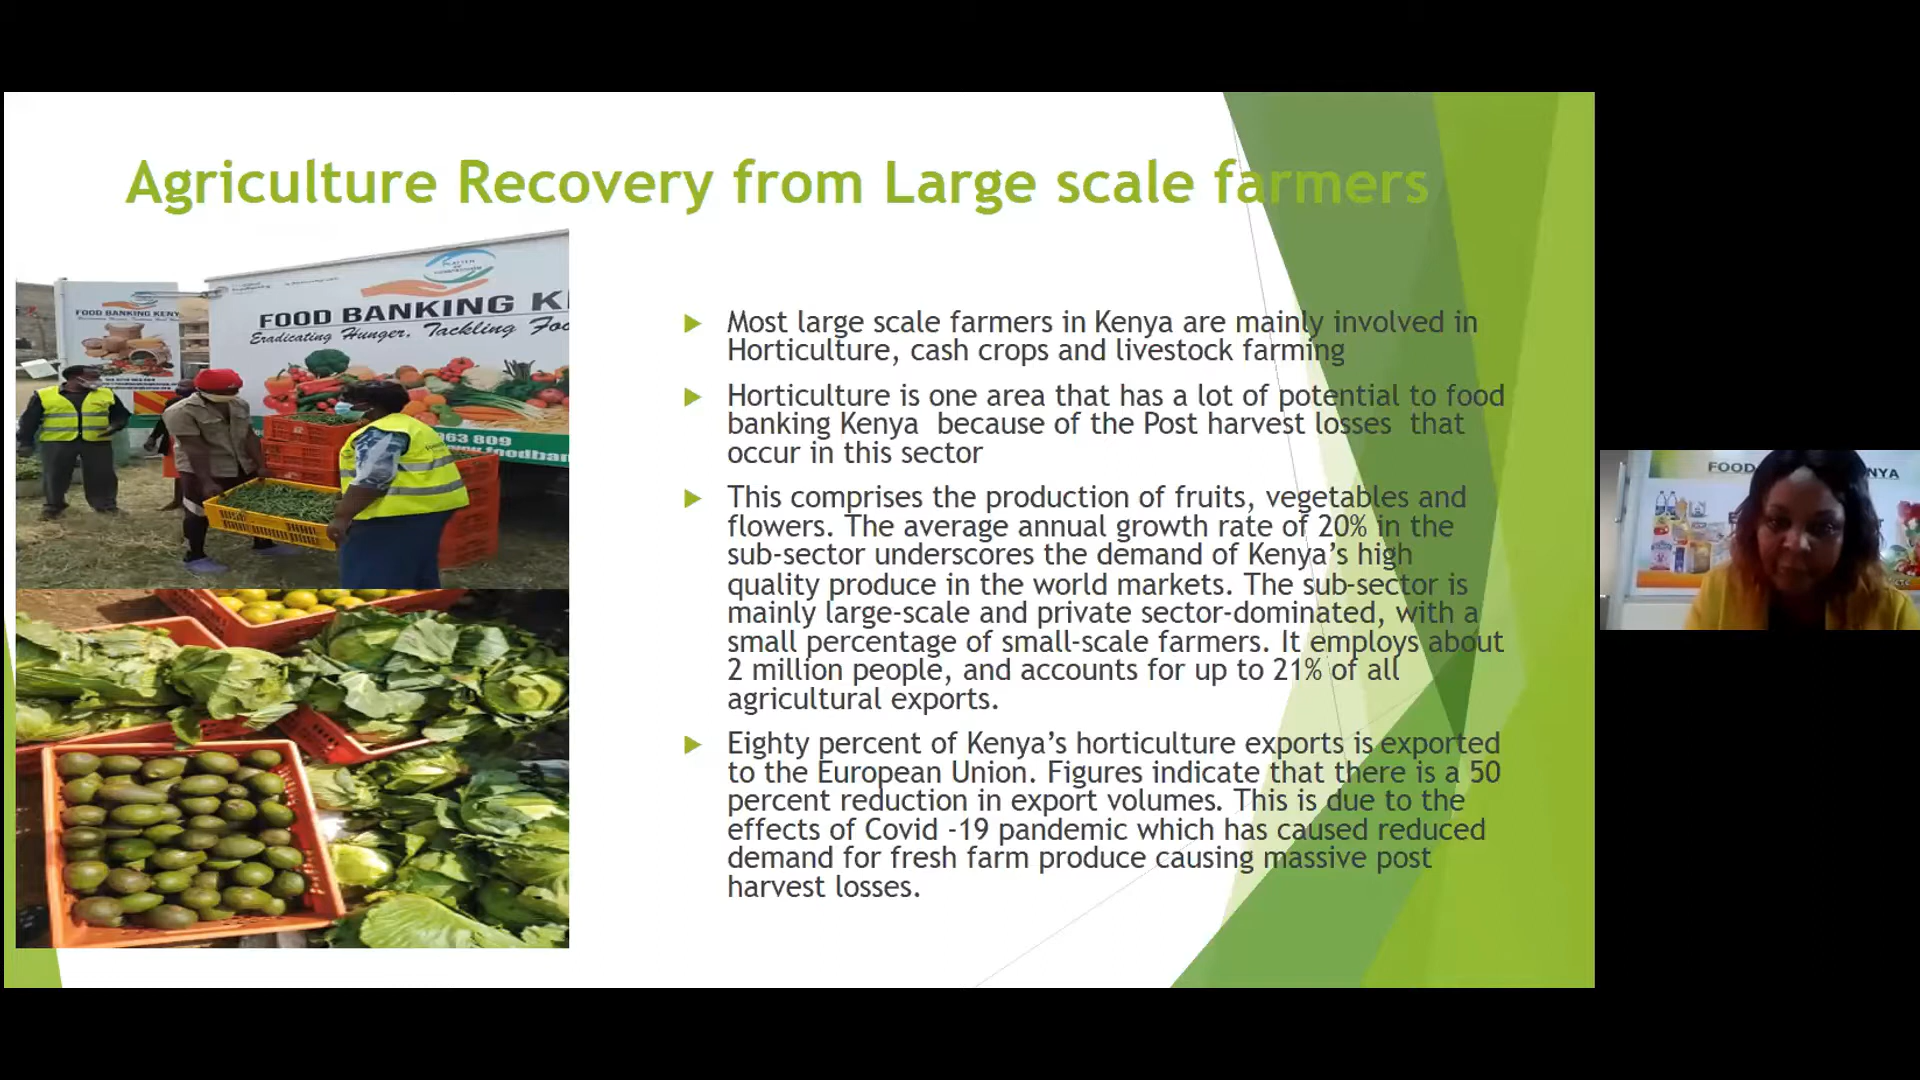 Agriculture Recovery from Large scale farmers
FOOD BANKING KENY
FOOD BANKING K
Eradicating Hunger, Tackling Foo
963 809
www.foodban
Most large scale farmers in Kenya are mainly involved in
Horticulture, cash crops and livestock farming
Horticulture is one area that has a lot of potential to food
banking Kenya because of the Post harvest losses that
occur in this sector
This comprises the production of fruits, vegetables and
flowers. The average annual growth rate of 20% in the
sub-sector underscores the demand of Kenya’s high
quality produce in the world markets. The sub-sector is
mainly large-scale and private sector-dominated, with a
small percentage of small-scale farmers. It employs about
2 million people, and accounts for up to 21% of all
agricultural exports.
Eighty percent of Kenya’s horticulture exports is exported
to the European Union. Figures indicate that there is a 50
percent reduction in export volumes. This is due to the
effects of Covid -19 pandemic which has caused reduced
demand for fresh farm produce causing massive post
harvest losses.
FOOD NYA